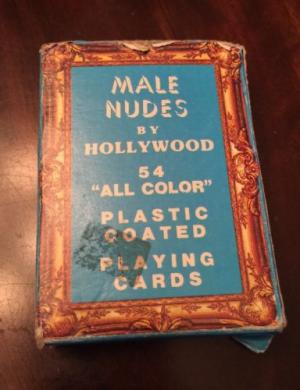 MALE
NUDES
BY
HOLLYWOOD
54
"ALL COLOR"
PLASTIC
COATED
PLAYING
CARDS